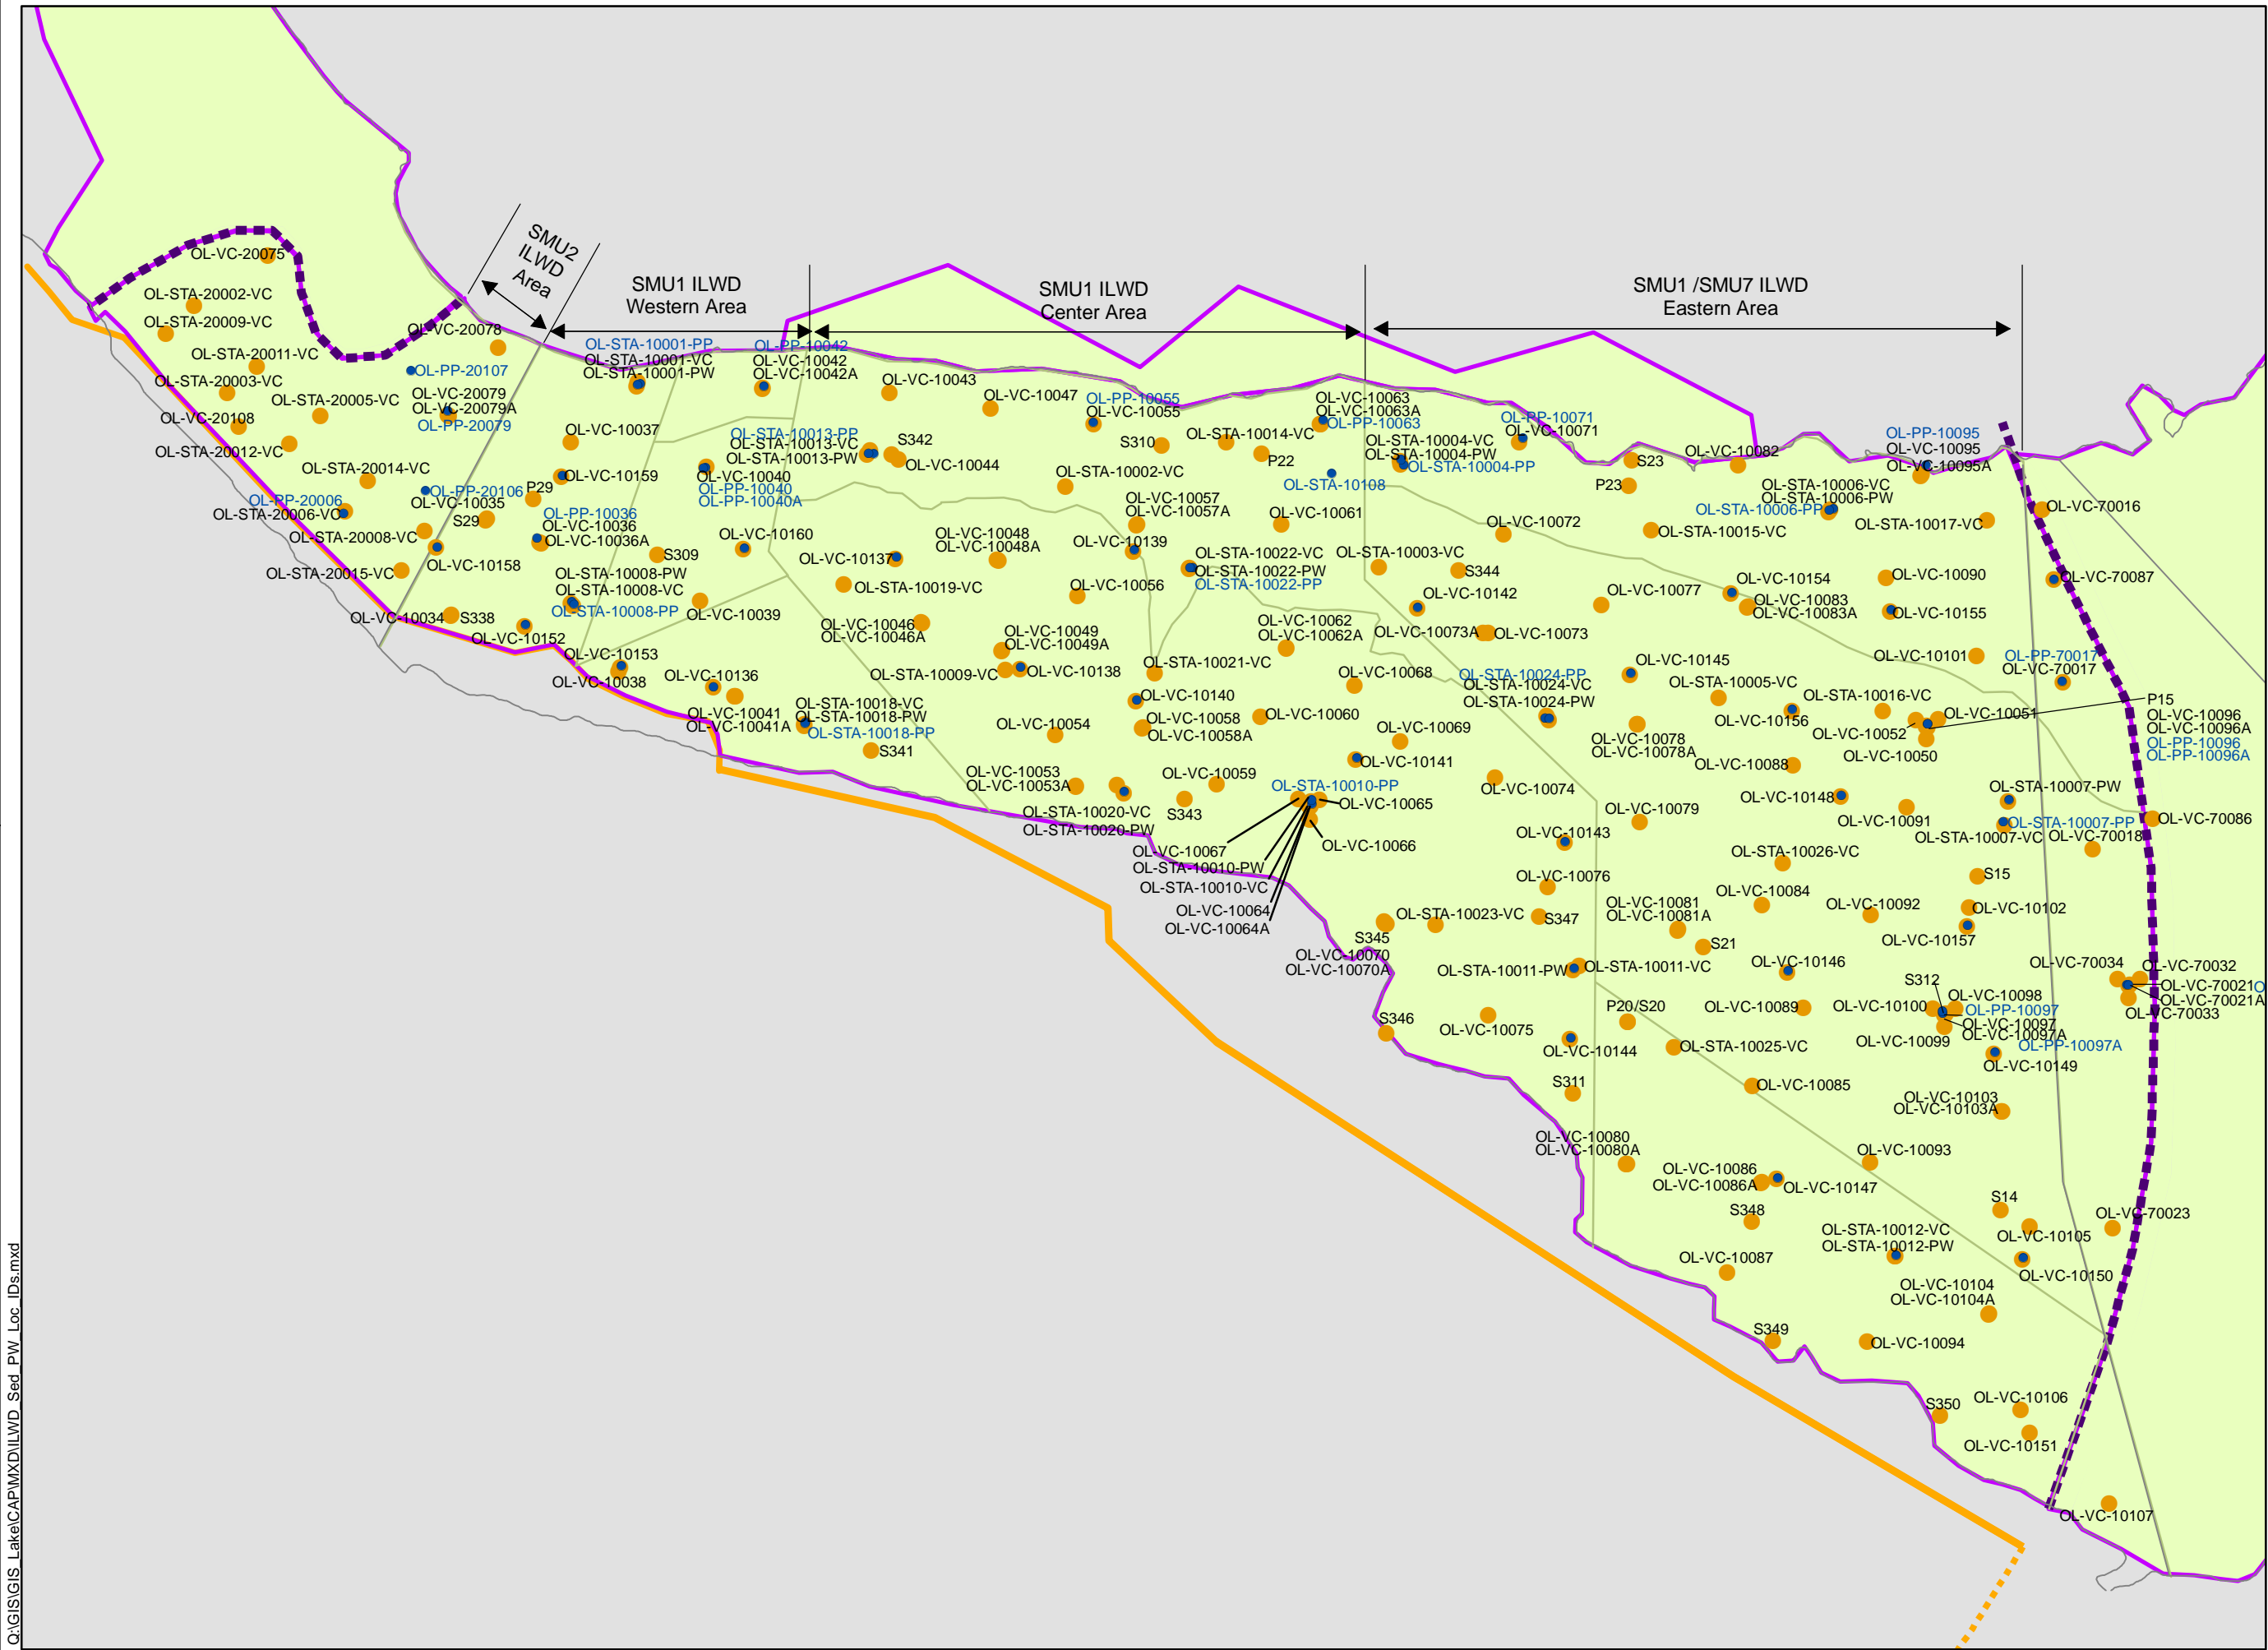 SMU2
ILWD
Area
SMU1 ILWD
Western Area
SMU1 ILWD
Center Area
SMU1 /SMU7 ILWD
Eastern Area
OL-VC-20075
OL-STA-20002-VC
OL-STA-20009-VC
OL-VC-20078
OL-STA-20011-VC
OL-PP-20107
OL-STA-20003-VC
OL-STA-20005-VC
OL-VC-20079
OL-VC-20079A
OL-PP-20079
OL-VC-20108
OL-STA-20012-VC
OL-STA-20014-VC
OL-PP-20006
OL-STA-20006-VC
OL-PP-20106
OL-VC-10035
OL-STA-20008-VC
OL-VC-10158
OL-STA-20015-VC
OL-VC-10034
S338
S29
P29
OL-STA-10001-PP
OL-STA-10001-VC
OL-STA-10001-PW
OL-PP-10042
OL-VC-10042
OL-VC-10042A
OL-VC-10037
OL-VC-10159
OL-PP-10036
OL-VC-10036
OL-VC-10036A
S309
OL-STA-10008-PW
OL-STA-10008-VC
OL-STA-10008-PP
OL-VC-10152
OL-VC-10153
OL-VC-10038
OL-STA-10013-PP
OL-STA-10013-VC
OL-STA-10013-PW
OL-VC-10040
OL-PP-10040
OL-PP-10040A
OL-VC-10160
OL-VC-10039
OL-VC-10136
OL-VC-10041
OL-VC-10041A
OL-STA-10018-VC
OL-STA-10018-PW
OL-STA-10018-PP
S341
OL-VC-10043
S342
OL-VC-10044
OL-VC-10047
OL-PP-10055
OL-VC-10055
S310
OL-STA-10014-VC
P22
OL-VC-10063
OL-VC-10063A
OL-PP-10063
OL-STA-10108
OL-STA-10002-VC
OL-VC-10057
OL-VC-10057A
OL-VC-10061
OL-VC-10137
OL-VC-10048
OL-VC-10048A
OL-VC-10139
OL-STA-10022-VC
OL-STA-10022-PW
OL-STA-10022-PP
OL-STA-10019-VC
OL-VC-10056
OL-VC-10046
OL-VC-10046A
OL-VC-10049
OL-VC-10049A
OL-STA-10009-VC
OL-VC-10138
OL-STA-10021-VC
OL-VC-10062
OL-VC-10062A
OL-VC-10140
OL-VC-10058
OL-VC-10058A
OL-VC-10060
OL-VC-10054
OL-VC-10053
OL-VC-10053A
OL-STA-10020-VC
OL-STA-10020-PW
S343
OL-VC-10059
OL-STA-10010-PP
OL-VC-10065
OL-VC-10066
OL-VC-10067
OL-STA-10010-PW
OL-STA-10010-VC
OL-VC-10064
OL-VC-10064A
OL-VC-10141
OL-VC-10068
OL-VC-10069
OL-STA-10004-VC
OL-STA-10004-PW
OL-STA-10004-PP
OL-PP-10071
OL-VC-10071
S23
P23
OL-VC-10082
OL-PP-10095
OL-VC-10095
OL-VC-10095A
OL-STA-10006-VC
OL-STA-10006-PW
OL-STA-10006-PP
OL-STA-10017-VC
OL-VC-70016
OL-VC-10072
OL-STA-10015-VC
OL-STA-10003-VC
S344
OL-VC-10142
OL-VC-10077
OL-VC-10154
OL-VC-10083
OL-VC-10083A
OL-VC-10090
OL-VC-10155
OL-VC-70087
OL-VC-10073A
OL-VC-10073
OL-VC-10101
OL-PP-70017
OL-VC-70017
OL-STA-10024-PP
OL-STA-10024-VC
OL-STA-10024-PW
OL-VC-10145
OL-STA-10005-VC
OL-STA-10016-VC
OL-VC-10156
OL-VC-10051
OL-VC-10052
OL-VC-10050
P15
OL-VC-10096
OL-VC-10096A
OL-PP-10096
OL-PP-10096A
OL-VC-10078
OL-VC-10078A
OL-VC-10088
OL-VC-10074
OL-VC-10079
OL-VC-10148
OL-VC-10091
OL-STA-10007-PW
OL-STA-10007-PP
OL-STA-10007-VC
OL-VC-70018
OL-VC-70086
OL-VC-10143
OL-STA-10026-VC
S15
OL-VC-10076
OL-VC-10084
OL-VC-10081
OL-VC-10081A
OL-VC-10092
OL-VC-10102
OL-VC-10157
OL-STA-10023-VC
S347
S345
S21
OL-VC-10070
OL-VC-10070A
OL-STA-10011-PW
OL-STA-10011-VC
OL-VC-10146
OL-VC-70034
OL-VC-70032
OL-VC-70021
OL-VC-70021A
OL-VC-70033
S312
OL-VC-10100
OL-VC-10098
OL-PP-10097
OL-VC-10097
OL-VC-10097A
OL-VC-10099
OL-PP-10097A
OL-VC-10149
OL-VC-10089
P20/S20
S346
OL-VC-10075
OL-VC-10144
OL-STA-10025-VC
S311
OL-VC-10085
OL-VC-10103
OL-VC-10103A
OL-VC-10080
OL-VC-10080A
OL-VC-10093
OL-VC-10086
OL-VC-10086A
OL-VC-10147
S348
S14
OL-VC-10105
OL-VC-70023
OL-STA-10012-VC
OL-STA-10012-PW
OL-VC-10150
OL-VC-10087
OL-VC-10104
OL-VC-10104A
S349
OL-VC-10094
S350
OL-VC-10106
OL-VC-10151
OL-VC-10107
Q:\GIS\GIS_Lake\CAP\MXD\ILWD_Sed_PW_Loc_IDs.mxd